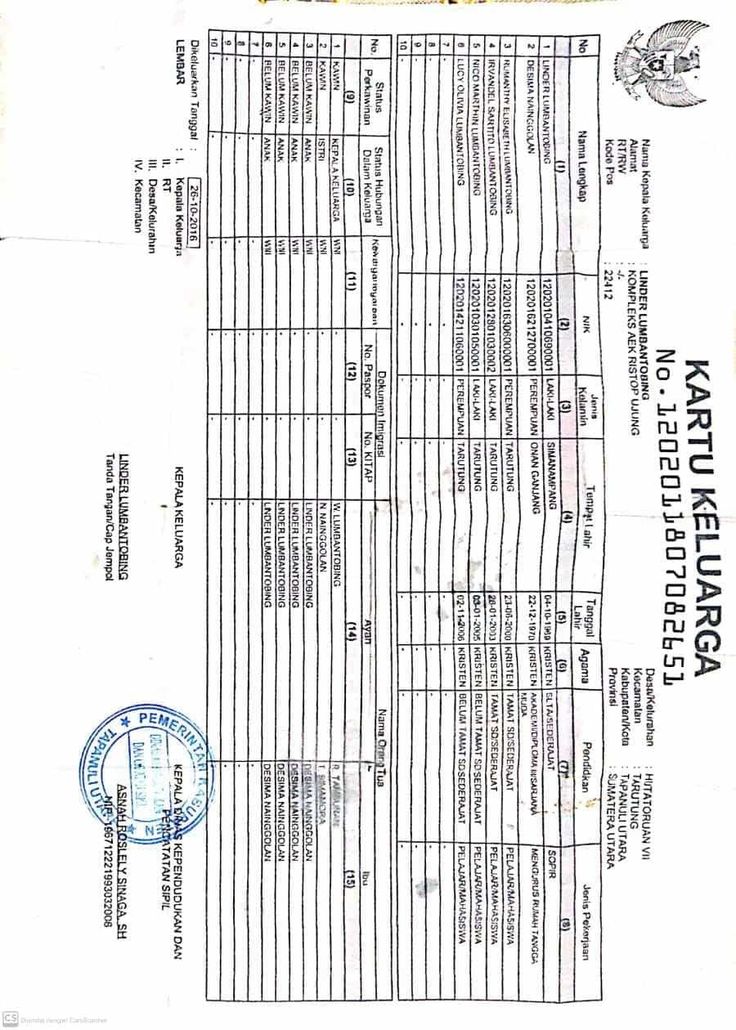 KARTU KELUARGA
No.1202011807082651
Nama Kepala Keluarga : LINDER LUMBANTOBING
Alamat : KOMPLEKS AEK RISTOP UJUNG
RT/RW : -/-
Kode Pos : 22412
Desa/Kelurahan : HUTATORUAN VII
Kecamatan : TARUTUNG
Kabupaten/Kota : TAPANULI UTARA
Provinsi : SUMATERA UTARA
No Nama Lengkap NIK Jenis Kelamin Tempat Lahir Tanggal Lahir Agama Pendidikan Jenis Pekerjaan
(1) (2) (3) (4) (5) (6) (7) (8)
1 LINDER LUMBANTOBING 1202010410690001 LAKI-LAKI SIMANAMPANG 04-10-1969 KRISTEN SLTA/SEDERAJAT SOPIR
2 DESIMA NAINGGOLAN 1202016212700001 PEREMPUAN ONAN GANJANG 22-12-1970 KRISTEN AKADEMI/DIPLOMA III/SARJANA MUDA MENGURUS RUMAH TANGGA
3 RUMANTHY ELISABETH LUMBANTOBING 1202016306000001 PEREMPUAN TARUTUNG 23-06-2000 KRISTEN TAMAT SD/SEDERAJAT PELAJAR/MAHASISWA
4 IRVANDEL SARTITO LUMBANTOBING 1202012801030002 LAKI-LAKI TARUTUNG 28-01-2003 KRISTEN TAMAT SD/SEDERAJAT PELAJAR/MAHASISWA
5 NICO MARTHIN LUMBANTOBING 1202010301050001 LAKI-LAKI TARUTUNG 03-01-2005 KRISTEN BELUM TAMAT SD/SEDERAJAT PELAJAR/MAHASISWA
6 LUCY OLIVIA LUMBANTOBING 1202014211060001 PEREMPUAN TARUTUNG 02-11-2006 KRISTEN BELUM TAMAT SD/SEDERAJAT PELAJAR/MAHASISWA
7 - - - - - - - -
8 - - - - - - - -
9 - - - - - - - -
10 - - - - - - - -
No. Status Perkawinan Status Hubungan Dalam Keluarga Kewarganegaraan Dokumen Imigrasi Nama Orang Tua
No. Paspor No. KITAP Ayah Ibu
(9) (10) (11) (12) (13) (14) (15)
1 KAWIN KEPALA KELUARGA WNI - - W. LUMBANTOBING R. TAMBUNAN
2 KAWIN ISTRI WNI - - N. NAINGGOLAN T. SIMAMORA
3 BELUM KAWIN ANAK WNI - - LINDER LUMBANTOBING DESIMA NAINGGOLAN
4 BELUM KAWIN ANAK WNI - - LINDER LUMBANTOBING DESIMA NAINGGOLAN
5 BELUM KAWIN ANAK WNI - - LINDER LUMBANTOBING DESIMA NAINGGOLAN
6 BELUM KAWIN ANAK WNI - - LINDER LUMBANTOBING DESIMA NAINGGOLAN
7 - - - - - - -
8 - - - - - - -
9 - - - - - - -
10 - - - - - - -
Dikeluarkan Tanggal : 26-10-2016
LEMBAR : I. Kepala Keluarga
II. RT
III. Desa/Kelurahan
IV. Kecamatan
KEPALA KELUARGA
LINDER LUMBANTOBING
Tanda Tangan/Cap Jempol
KEPALA DINAS KEPENDUDUKAN DAN
PENCATATAN SIPIL
PEMERINTAH KABU
TAPANULI UTARA
ASNAH ROSLELY SINAGA, SH
NIP. 196712221993032006
CS Dipindai dengan CamScanner